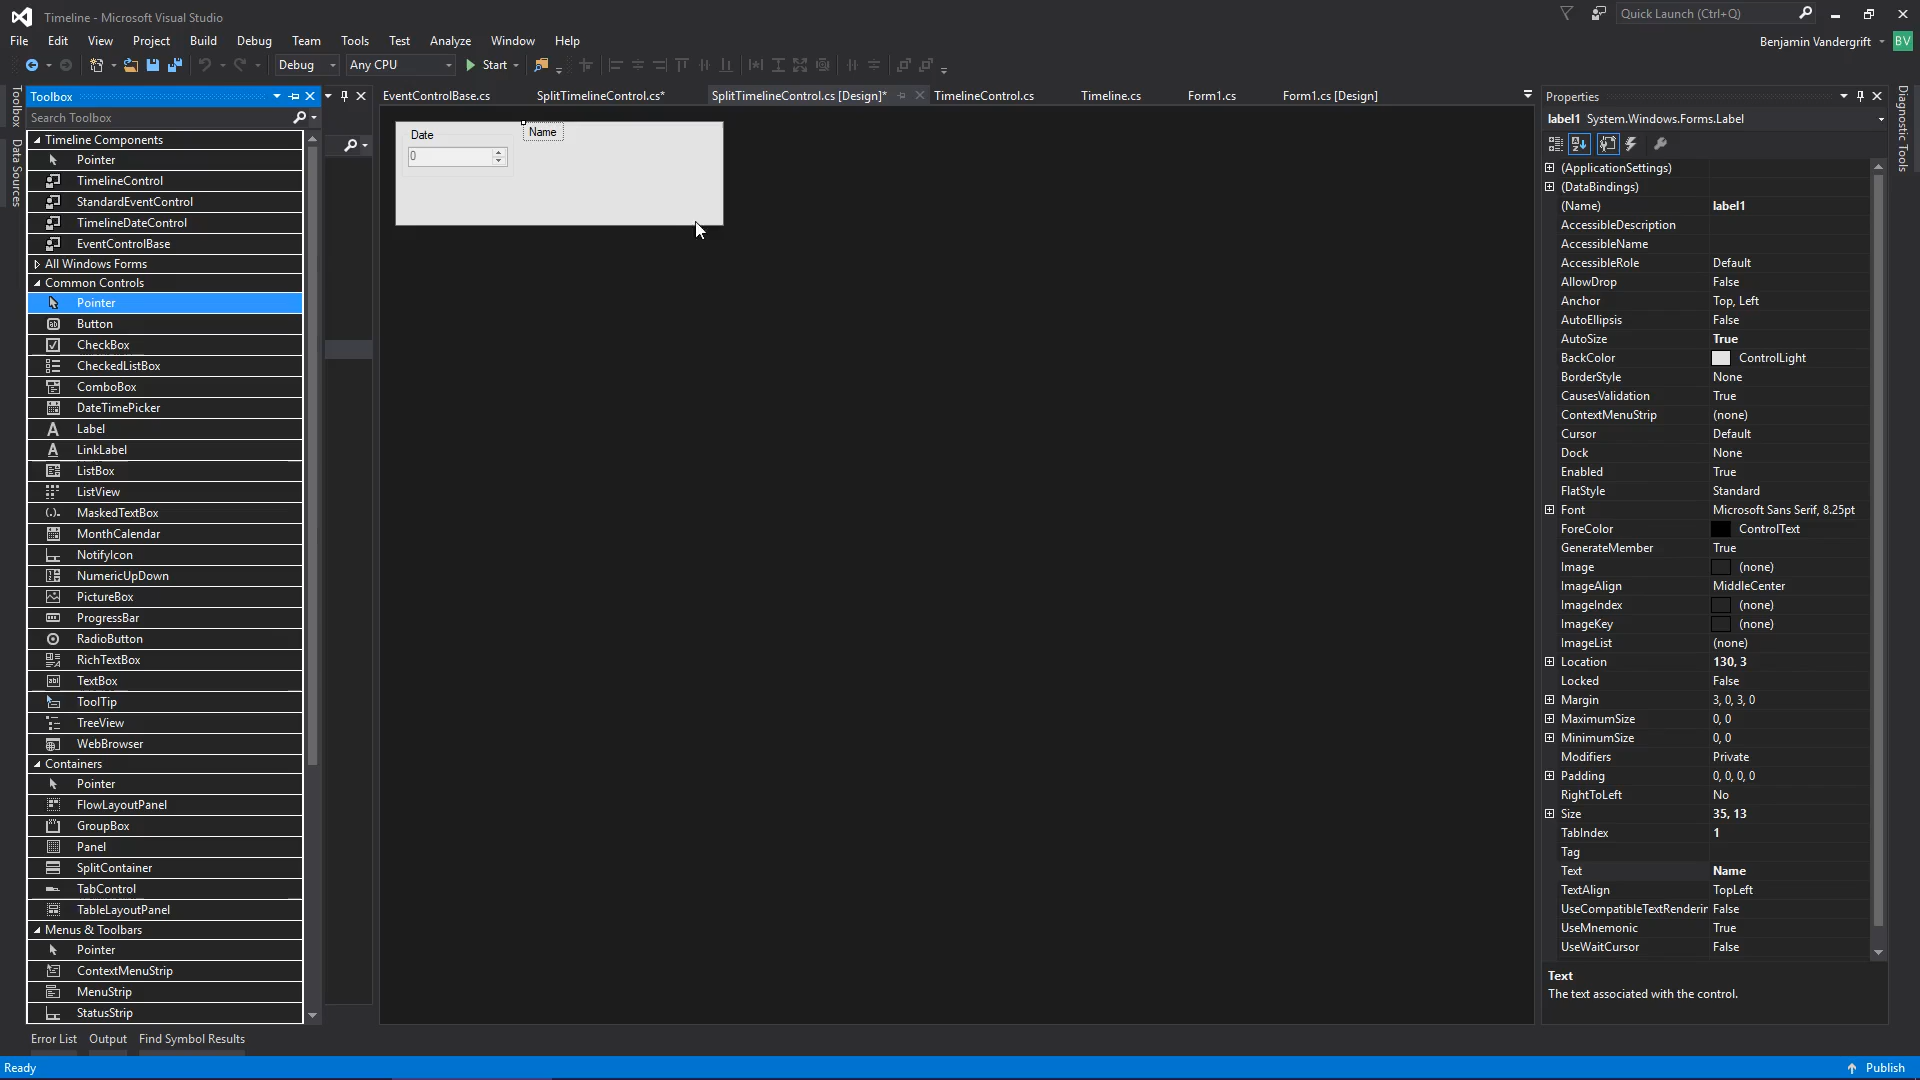 Timeline - Microsoft Visual Studio
Quick Launch (Ctrl+Q)
File Edit View Project Build Debug Team Tools Test Analyze Window Help
Benjamin Vandergrift BV
Debug Any CPU Start
Toolbox
Data Sources
Toolbox
Search Toolbox
Timeline Components
Pointer
TimelineControl
StandardEventControl
TimelineDateControl
EventControlBase
All Windows Forms
Common Controls
Pointer
Button
CheckBox
CheckedListBox
ComboBox
DateTimePicker
Label
LinkLabel
ListBox
ListView
MaskedTextBox
MonthCalendar
NotifyIcon
NumericUpDown
PictureBox
ProgressBar
RadioButton
RichTextBox
TextBox
ToolTip
TreeView
WebBrowser
Containers
Pointer
FlowLayoutPanel
GroupBox
Panel
SplitContainer
TabControl
TableLayoutPanel
Menus & Toolbars
Pointer
ContextMenuStrip
MenuStrip
StatusStrip
EventControlBase.cs SplitTimelineControl.cs* SplitTimelineControl.cs [Design]* TimelineControl.cs Timeline.cs Form1.cs Form1.cs [Design]
Date
0
Name
Properties
label1 System.Windows.Forms.Label
(ApplicationSettings)
(DataBindings)
(Name) label1
AccessibleDescription
AccessibleName
AccessibleRole Default
AllowDrop False
Anchor Top, Left
AutoEllipsis False
AutoSize True
BackColor ControlLight
BorderStyle None
CausesValidation True
ContextMenuStrip (none)
Cursor Default
Dock None
Enabled True
FlatStyle Standard
Font Microsoft Sans Serif, 8.25pt
ForeColor ControlText
GenerateMember True
Image (none)
ImageAlign MiddleCenter
ImageIndex (none)
ImageKey (none)
ImageList (none)
Location 130, 3
Locked False
Margin 3, 0, 3, 0
MaximumSize 0, 0
MinimumSize 0, 0
Modifiers Private
Padding 0, 0, 0, 0
RightToLeft No
Size 35, 13
TabIndex 1
Tag
Text Name
TextAlign TopLeft
UseCompatibleTextRenderin False
UseMnemonic True
UseWaitCursor False
Text
The text associated with the control.
Diagnostic Tools
Error List Output Find Symbol Results
Ready
Publish